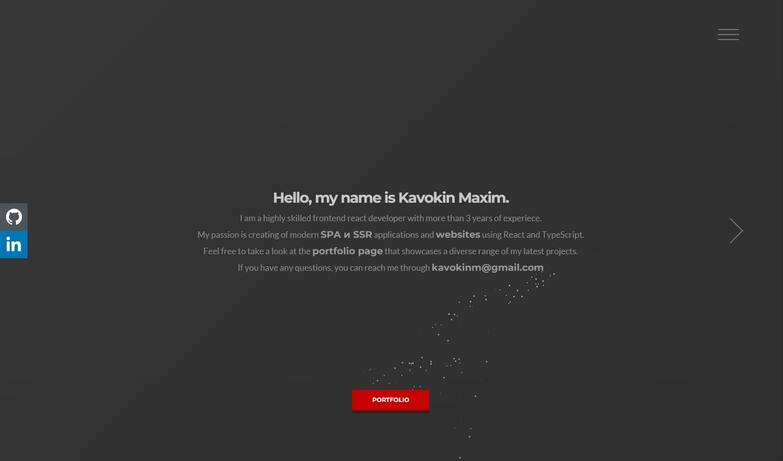 Hello, my name is Kavokin Maxim.
I am a highly skilled frontend react developer with more than 3 years of experiece.
My passion is creating of modern SPA и SSR applications and websites using React and TypeScript.
Feel free to take a look at the portfolio page that showcases a diverse range of my latest projects.
If you have any questions, you can reach me through kavokinm@gmail.com
in
PORTFOLIO